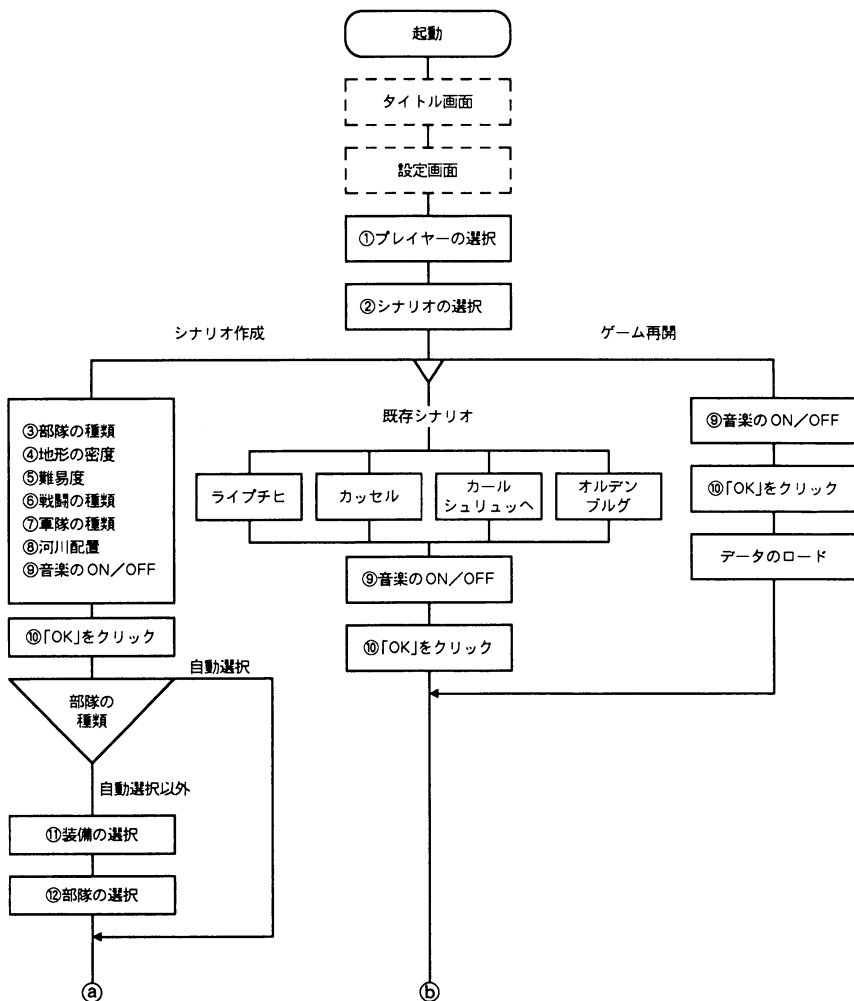 起動
タイトル画面
設定画面
①プレイヤーの選択
②シナリオの選択
シナリオ作成
ゲーム再開
③部隊の種類
④地形の密度
⑤難易度
⑥戦闘の種類
⑦軍隊の種類
⑧河川配置
⑨音楽のON／OFF
⑩「OK」をクリック
部隊の
種類
自動選択
自動選択以外
⑪装備の選択
⑫部隊の選択
ⓐ
既存シナリオ
ライプチヒ
カッセル
カール
シュリュッヘ
オルデン
ブルグ
⑨音楽のON／OFF
⑩「OK」をクリック
ⓑ
⑨音楽のON／OFF
⑩「OK」をクリック
データのロード